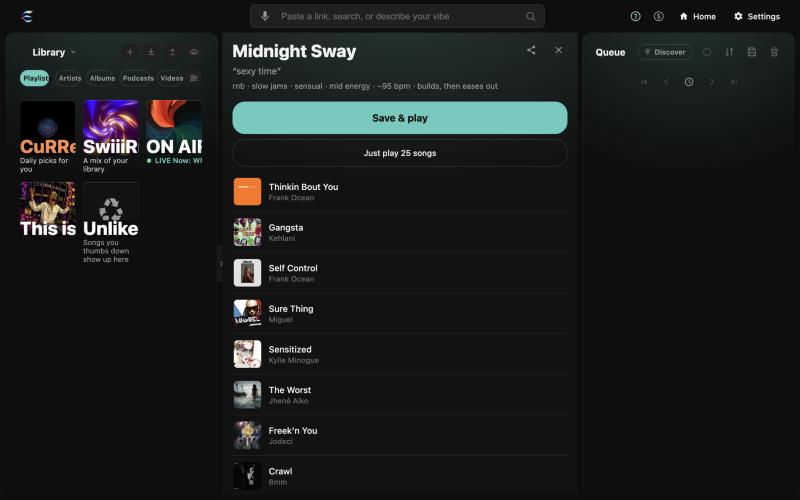 Paste a link, search, or describe your vibe
Home
Settings
Library
Playlist
Artists
Albums
Podcasts
Videos
CuRRe
Daily picks for
you
SwiiiR
A mix of your
library
ON AIR
LIVE Now: WI
This is
Unlike
Songs you
thumbs down
show up here
Midnight Sway
“sexy time”
rnb · slow jams · sensual · mid energy · ~95 bpm · builds, then eases out
Save & play
Just play 25 songs
Thinkin Bout You
Frank Ocean
Gangsta
Kehlani
Self Control
Frank Ocean
Sure Thing
Miguel
Sensitized
Kylie Minogue
The Worst
Jhené Aiko
Freek'n You
Jodeci
Crawl
8mm
Queue
Discover